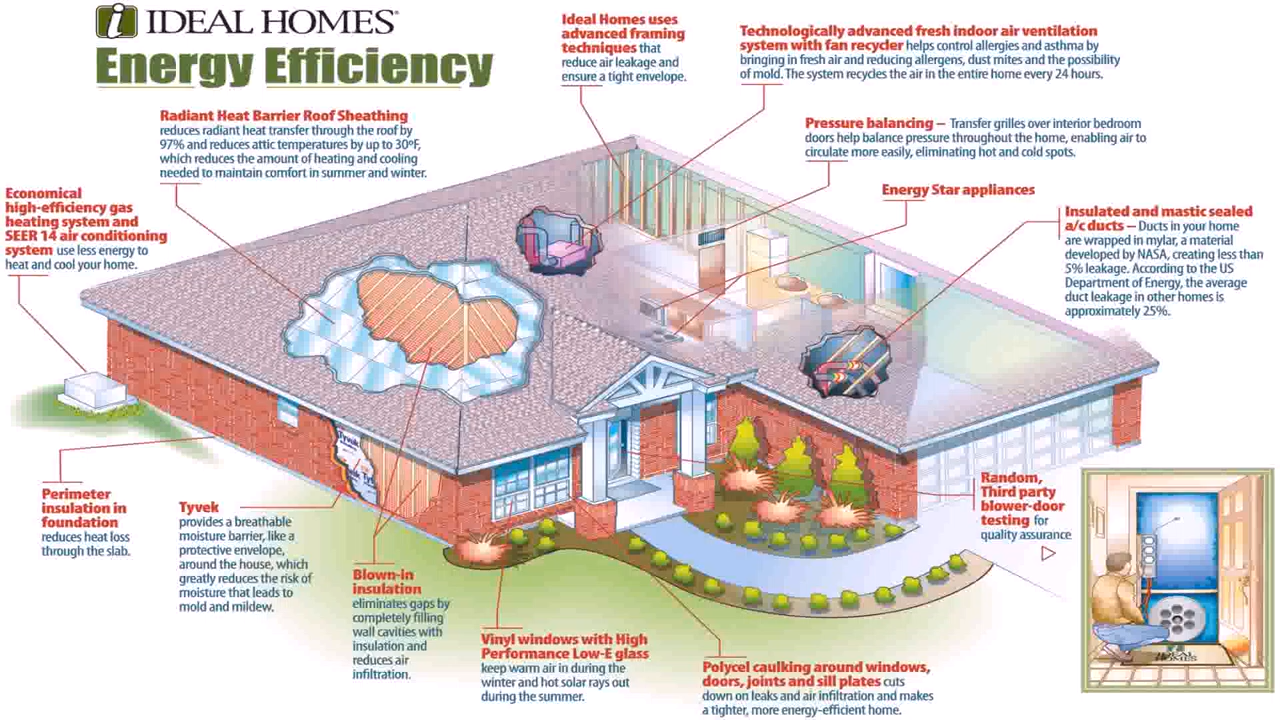 i IDEAL HOMES®
Energy Efficiency
Ideal Homes uses
advanced framing
techniques that
reduce air leakage and
ensure a tight envelope.
Technologically advanced fresh indoor air ventilation
system with fan recycler helps control allergies and asthma by
bringing in fresh air and reducing allergens, dust mites and the possibility
of mold. The system recycles the air in the entire home every 24 hours.
Radiant Heat Barrier Roof Sheathing
reduces radiant heat transfer through the roof by
97% and reduces attic temperatures by up to 30ºF,
which reduces the amount of heating and cooling
needed to maintain comfort in summer and winter.
Pressure balancing – Transfer grilles over interior bedroom
doors help balance pressure throughout the home, enabling air to
circulate more easily, eliminating hot and cold spots.
Economical
high-efficiency gas
heating system and
SEER 14 air conditioning
system use less energy to
heat and cool your home.
Energy Star appliances
Insulated and mastic sealed
a/c ducts – Ducts in your home
are wrapped in mylar, a material
developed by NASA, creating less than
5% leakage. According to the US
Department of Energy, the average
duct leakage in other homes is
approximately 25%.
Tyvek
Tyvek
Perimeter
insulation in
foundation
reduces heat loss
through the slab.
Tyvek
provides a breathable
moisture barrier, like a
protective envelope,
around the house, which
greatly reduces the risk of
moisture that leads to
mold and mildew.
Blown-in
insulation
eliminates gaps by
completely filling
wall cavities with
insulation and
reduces air
infiltration.
Vinyl windows with High
Performance Low-E glass
keep warm air in during the
winter and hot solar rays out
during the summer.
Polycel caulking around windows,
doors, joints and sill plates cuts
down on leaks and air infiltration and makes
a tighter, more energy-efficient home.
Random,
Third party
blower-door
testing for
quality assurance
IDEAL
HOMES